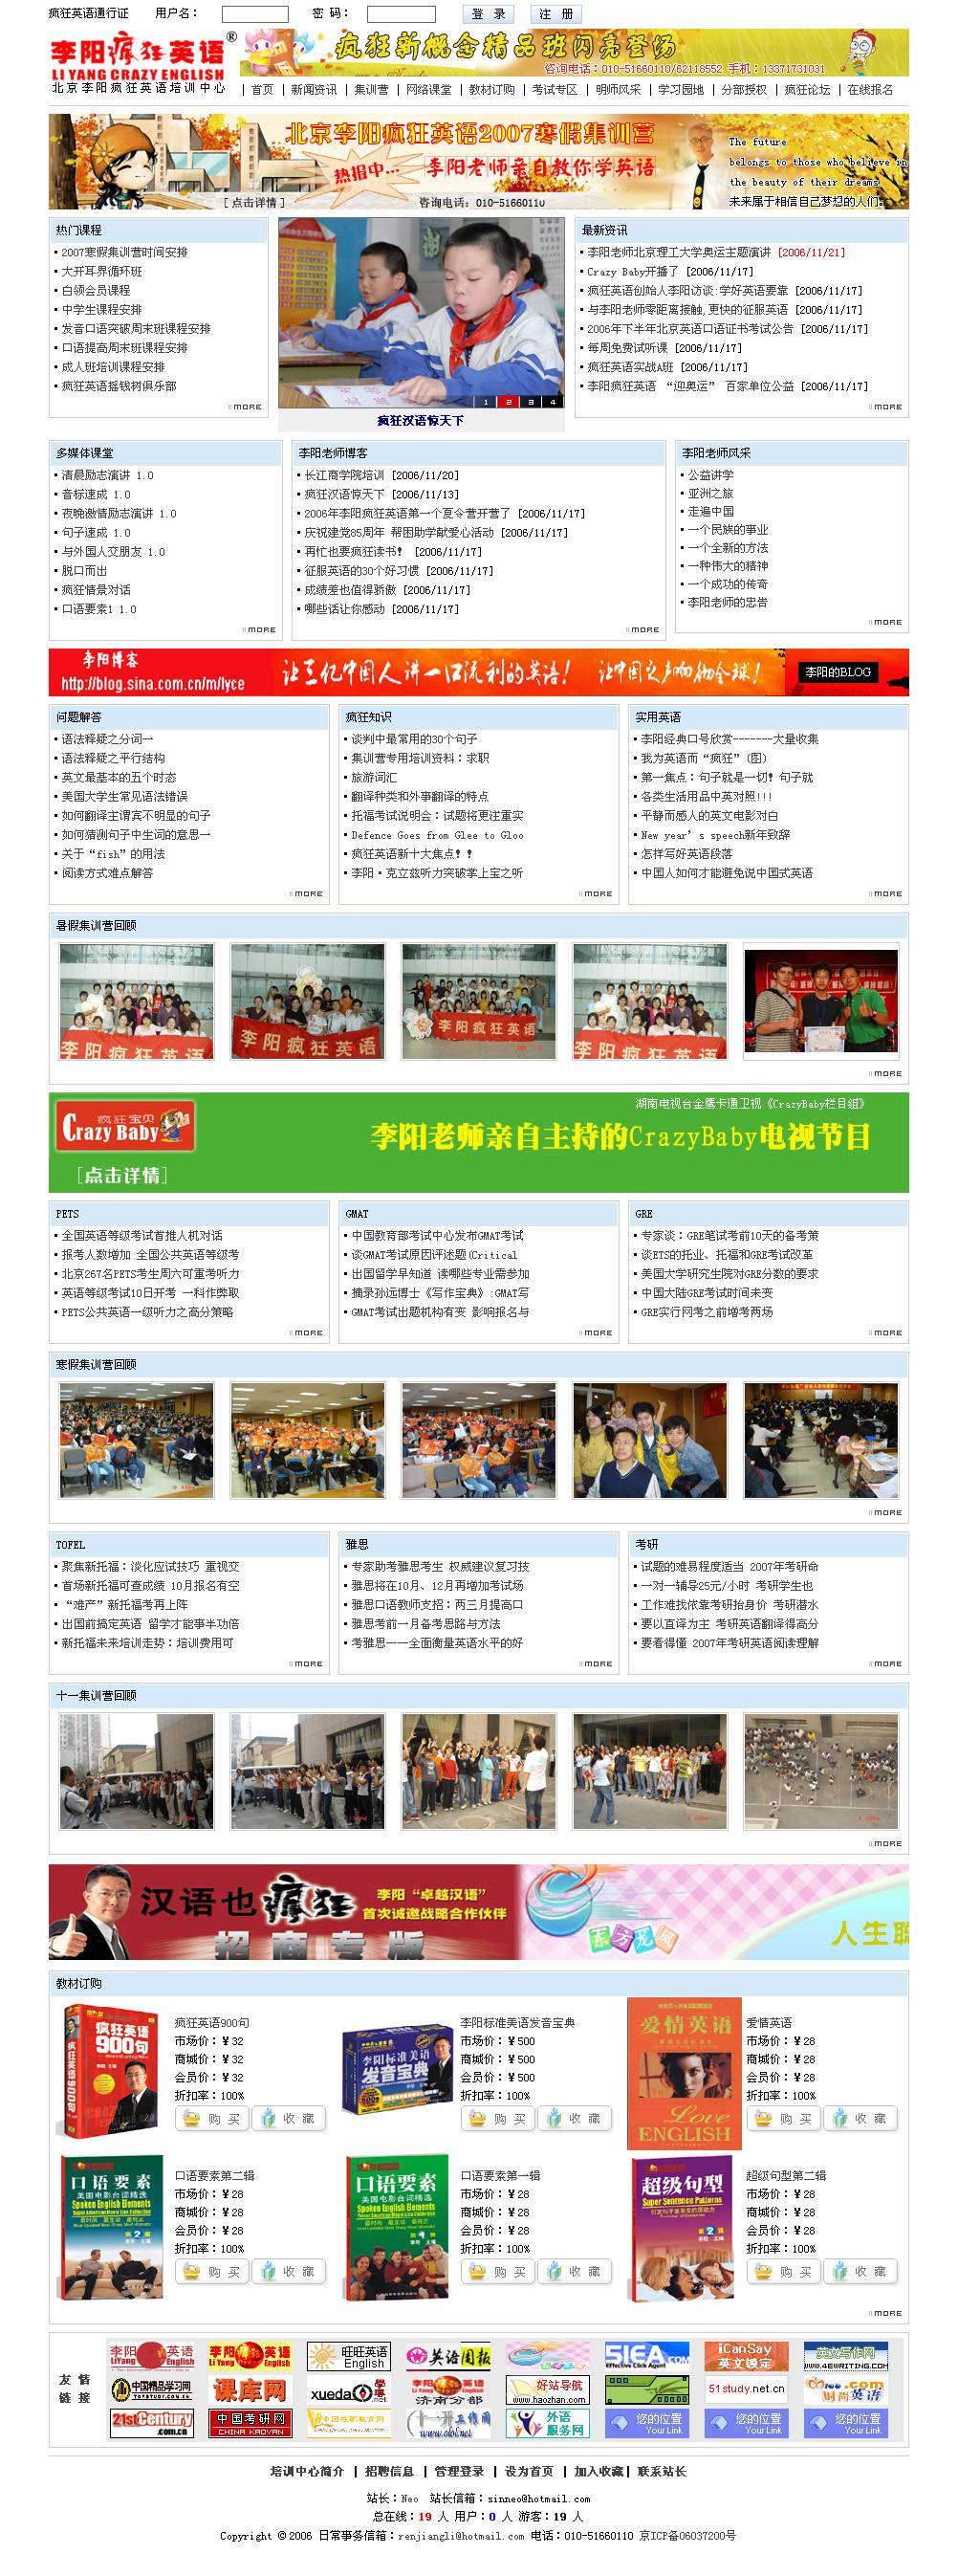 疯狂英语通行证 用户名： 密 码： 登 录 注 册
李阳疯狂英语®
LI YANG CRAZY ENGLISH
北京李阳疯狂英语培训中心
疯狂新概念精品班闪亮登场
咨询电话：010-51660110/62118552 手机：13371731031
| 首页 | 新闻资讯 | 集训营 | 网络课堂 | 教材订购 | 考试专区 | 明师风采 | 学习园地 | 分部授权 | 疯狂论坛 | 在线报名
北京李阳疯狂英语2007寒假集训营
热报中... 李阳老师亲自教你学英语
[ 点击详情 ] 咨询电话：010-51660110
The future
belongs to those who believe in
the beauty of their dreams
未来属于相信自己梦想的人们
热门课程
2007寒假集训营时间安排
大开耳界循环班
白领会员课程
中学生课程安排
发音口语突破周末班课程安排
口语提高周末班课程安排
成人班培训课程安排
疯狂英语摇钱树俱乐部
MORE
1 2 3 4
疯狂汉语惊天下
最新资讯
李阳老师北京理工大学奥运主题演讲 [2006/11/21]
Crazy Baby开播了 [2006/11/17]
疯狂英语创始人李阳访谈:学好英语要靠 [2006/11/17]
与李阳老师零距离接触,更快的征服英语 [2006/11/17]
2006年下半年北京英语口语证书考试公告 [2006/11/17]
每周免费试听课 [2006/11/17]
疯狂英语实战A班 [2006/11/17]
李阳疯狂英语 “迎奥运” 百家单位公益 [2006/11/17]
MORE
多媒体课堂
清晨励志演讲 1.0
音标速成 1.0
夜晚激情励志演讲 1.0
句子速成 1.0
与外国人交朋友 1.0
脱口而出
疯狂情景对话
口语要素1 1.0
MORE
李阳老师博客
长江商学院培训 [2006/11/20]
疯狂汉语惊天下 [2006/11/13]
2006年李阳疯狂英语第一个夏令营开营了 [2006/11/17]
庆祝建党85周年 帮困助学献爱心活动 [2006/11/17]
再忙也要疯狂读书！ [2006/11/17]
征服英语的30个好习惯 [2006/11/17]
成绩差也值得骄傲 [2006/11/17]
哪些话让你感动 [2006/11/17]
MORE
李阳老师风采
公益讲学
亚洲之旅
走遍中国
一个民族的事业
一个全新的方法
一种伟大的精神
一个成功的传奇
李阳老师的忠告
MORE
李阳博客
http://blog.sina.com.cn/m/lyce
让三亿中国人讲一口流利的英语！ 让中国之声响彻全球！
李阳的BLOG
问题解答
语法释疑之分词一
语法释疑之平行结构
英文最基本的五个时态
美国大学生常见语法错误
如何翻译主谓宾不明显的句子
如何猜测句子中生词的意思一
关于“fish”的用法
阅读方式难点解答
MORE
疯狂知识
谈判中最常用的30个句子
集训营专用培训资料：求职
旅游词汇
翻译种类和外事翻译的特点
托福考试说明会：试题将更注重实
Defence Goes from Glee to Gloo
疯狂英语新十大焦点！！
李阳·克立兹听力突破掌上宝之听
MORE
实用英语
李阳经典口号欣赏-------大量收集
我为英语而“疯狂”(图)
第一焦点：句子就是一切！句子就
各类生活用品中英对照!!!
平静而感人的英文电影对白
New year’s speech新年致辞
怎样写好英语段落
中国人如何才能避免说中国式英语
MORE
暑假集训营回顾
李阳疯狂英语
李阳疯狂英语
MORE
疯狂宝贝
Crazy Baby
[点击详情]
湖南电视台金鹰卡通卫视《CrazyBaby栏目组》
李阳老师亲自主持的CrazyBaby电视节目
PETS
全国英语等级考试首推人机对话
报考人数增加 全国公共英语等级考
北京267名PETS考生周六可重考听力
英语等级考试10日开考 一科作弊取
PETS公共英语一级听力之高分策略
MORE
GMAT
中国教育部考试中心发布GMAT考试
谈GMAT考试原因评述题(Critical
出国留学早知道 读哪些专业需参加
摘录孙远博士《写作宝典》:GMAT写
GMAT考试出题机构有变 影响报名与
MORE
GRE
专家谈：GRE笔试考前10天的备考策
谈ETS的托业、托福和GRE考试改革
美国大学研究生院对GRE分数的要求
中国大陆GRE考试时间未变
GRE实行网考之前增考两场
MORE
寒假集训营回顾
MORE
TOFEL
聚焦新托福：淡化应试技巧 重视交
首场新托福可查成绩 10月报名有空
“难产”新托福考再上阵
出国前搞定英语 留学才能事半功倍
新托福未来培训走势：培训费用可
MORE
雅思
专家助考雅思考生 权威建议复习技
雅思将在10月、12月再增加考试场
雅思口语教师支招：两三月提高口
雅思考前一月备考思路与方法
考雅思——全面衡量英语水平的好
MORE
考研
试题的难易程度适当 2007年考研命
一对一辅导25元/小时 考研学生也
工作难找依靠考研抬身价 考研潜水
要以直译为主 考研英语翻译得高分
要看得懂 2007年考研英语阅读理解
MORE
十一集训营回顾
MORE
汉语也疯狂
李阳“卓越汉语”
首次诚邀战略合作伙伴
招商专版
东方龙凤
人生聪
教材订购
疯狂英语900句
市场价：￥32
商城价：￥32
会员价：￥32
折扣率：100%
购 买 收 藏
李阳标准美语发音宝典
市场价：￥500
商城价：￥500
会员价：￥500
折扣率：100%
购 买 收 藏
爱情英语
Love
ENGLISH
爱情英语
市场价：￥28
商城价：￥28
会员价：￥28
折扣率：100%
购 买 收 藏
口语要素
美国电影台词精选
Spoken English Elements
口语要素第二辑
市场价：￥28
商城价：￥28
会员价：￥28
折扣率：100%
购 买 收 藏
口语要素
美国电影台词精选
Spoken English Elements
口语要素第一辑
市场价：￥28
商城价：￥28
会员价：￥28
折扣率：100%
购 买 收 藏
超级句型
Super Sentence Patterns
超级句型第二辑
市场价：￥28
商城价：￥28
会员价：￥28
折扣率：100%
购 买 收 藏
MORE
友 情
链 接
李阳英语 李阳英语 旺旺英语 English 英语周报 SIEA.COM Effective Click Agent iCanSay 英文锁定 英文写作网 WWW.4EWRITING.COM
中国精品学习网 TOPSTUDY.COM.CN 课库网 xueda 李阳英语 济南分部 好站导航 www.haozhan.com 51study.net.cn 时尚英语
21st Century .com.cn 中国考研网 CHINA KAOYAN 外语服务网 您的位置 Your Link 您的位置 Your Link 您的位置 Your Link
培训中心简介 | 招聘信息 | 管理登录 | 设为首页 | 加入收藏 | 联系站长
站长：Neo 站长信箱：sinneo@hotmail.com
总在线：19 人 用户：0 人 游客：19 人
Copyright © 2006 日常事务信箱：renjiangli@hotmail.com 电话：010-51660110 京ICP备06037200号